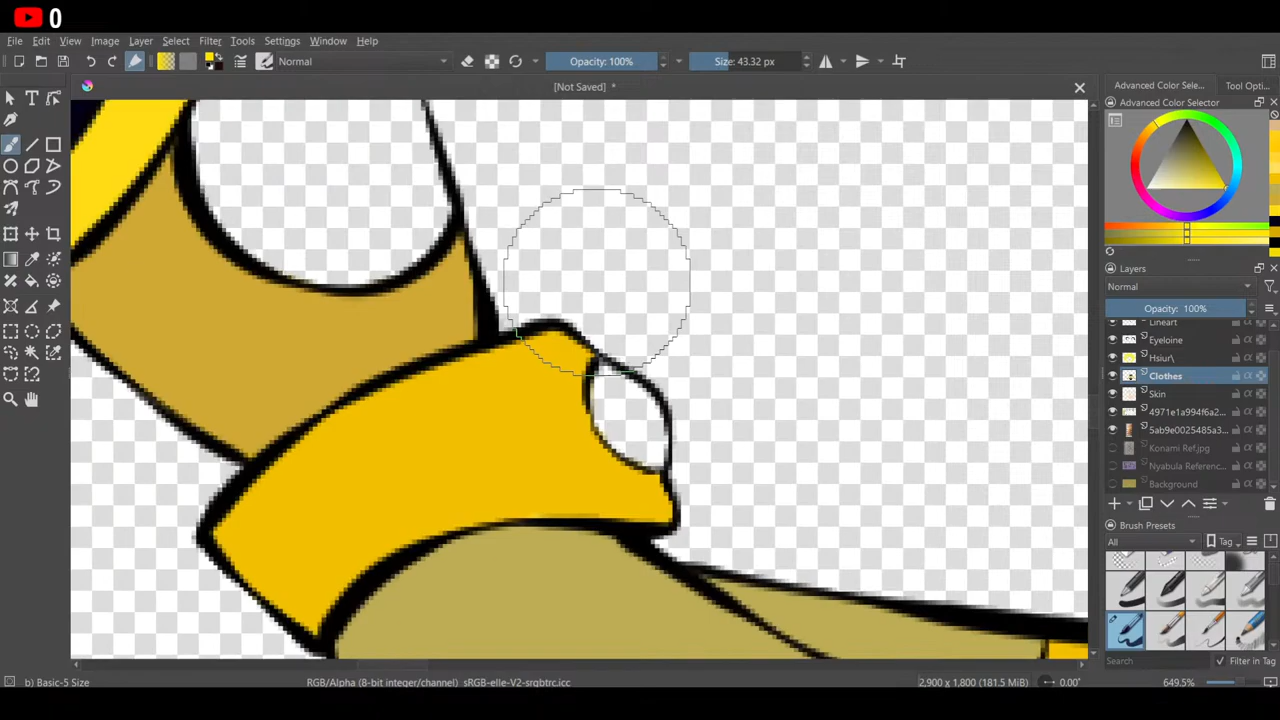 0
File Edit View Image Layer Select Filter Tools Settings Window Help
Normal Opacity: 100% Size: 43.32 px
[Not Saved] *
Advanced Color Sele... Tool Opti...
Advanced Color Selector
Layers
Normal
Opacity: 100%
Lineart
Eyeloine
Hsiur\
Clothes
Skin
4971e1a994f6a2...
5ab9e0025485a3...
Konami Ref.jpg
Nyabula Referenc...
Background
Brush Presets
All Tag
Search Filter in Tag
b) Basic-5 Size RGB/Alpha (8-bit integer/channel) sRGB-elle-V2-srgbtrc.icc 2,900 x 1,800 (181.5 MiB) 0.00° 649.5%